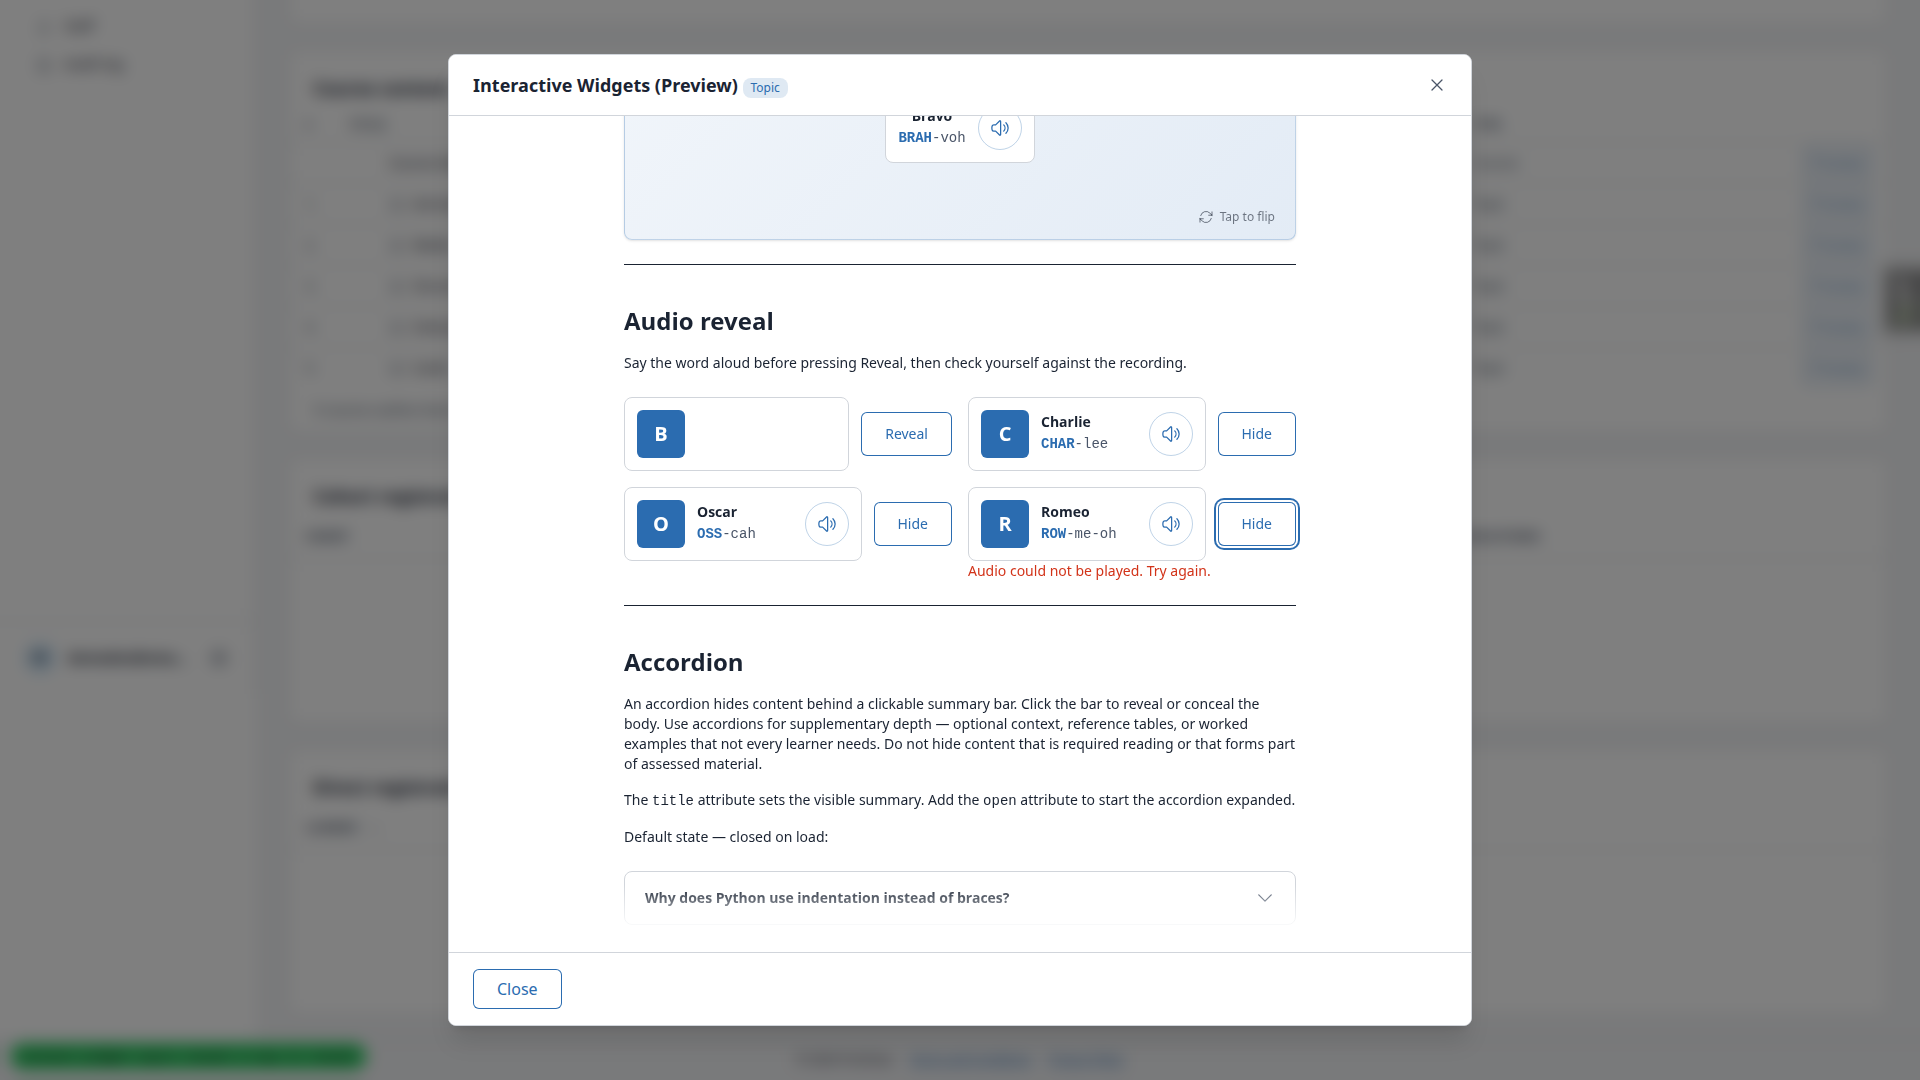 Interactive Widgets (Preview) Topic
Bravo
BRAH-voh
Tap to flip
Audio reveal
Say the word aloud before pressing Reveal, then check yourself against the recording.
B
Reveal
C
Charlie
CHAR-lee
Hide
O
Oscar
OSS-cah
Hide
R
Romeo
ROW-me-oh
Hide
Audio could not be played. Try again.
Accordion
An accordion hides content behind a clickable summary bar. Click the bar to reveal or conceal the
body. Use accordions for supplementary depth — optional context, reference tables, or worked
examples that not every learner needs. Do not hide content that is required reading or that forms part
of assessed material.
The title attribute sets the visible summary. Add the open attribute to start the accordion expanded.
Default state — closed on load:
Why does Python use indentation instead of braces?
Close